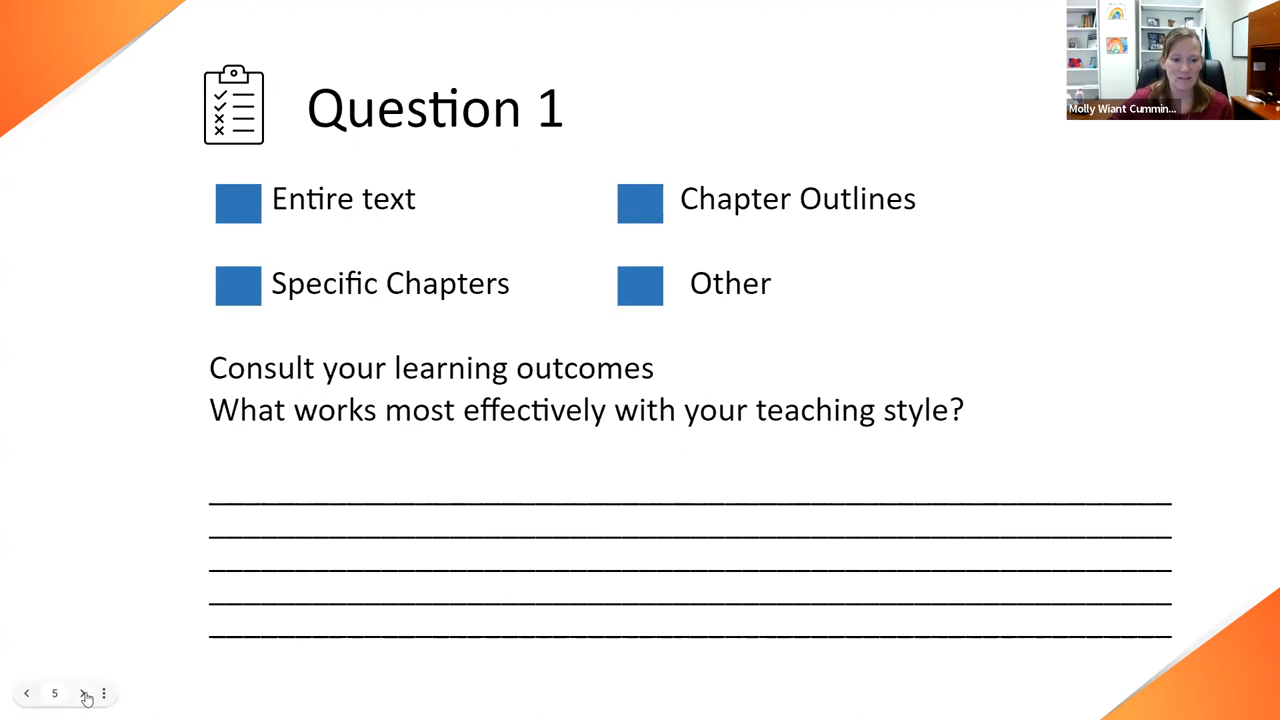 Question 1
Entire text
Chapter Outlines
Specific Chapters
Other
Consult your learning outcomes
What works most effectively with your teaching style?
Molly Wiant Cummin...
5